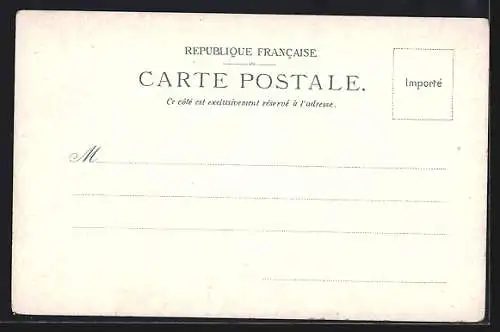 REPUBLIQUE FRANÇAISE
CARTE POSTALE.
Ce côté est exclusivement réservé à l'adresse.
Importé
M